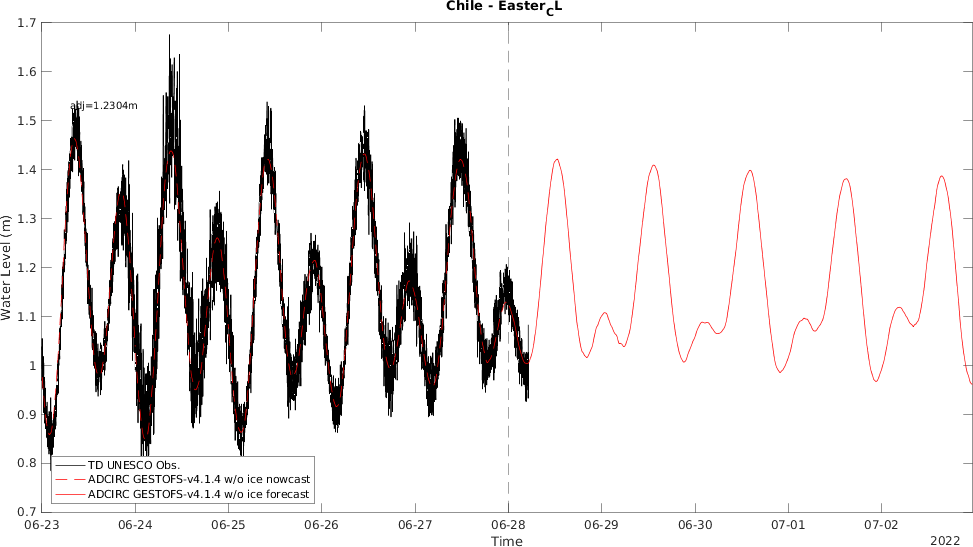 Chile - EasterCL
1.7
1.6
1.5
1.4
1.3
1.2
1.1
1
0.9
0.8
0.7
Water Level (m)
adj=1.2304m
TD UNESCO Obs.
ADCIRC GESTOFS-v4.1.4 w/o ice nowcast
ADCIRC GESTOFS-v4.1.4 w/o ice forecast
06-23 06-24 06-25 06-26 06-27 06-28 06-29 06-30 07-01 07-02
Time
2022